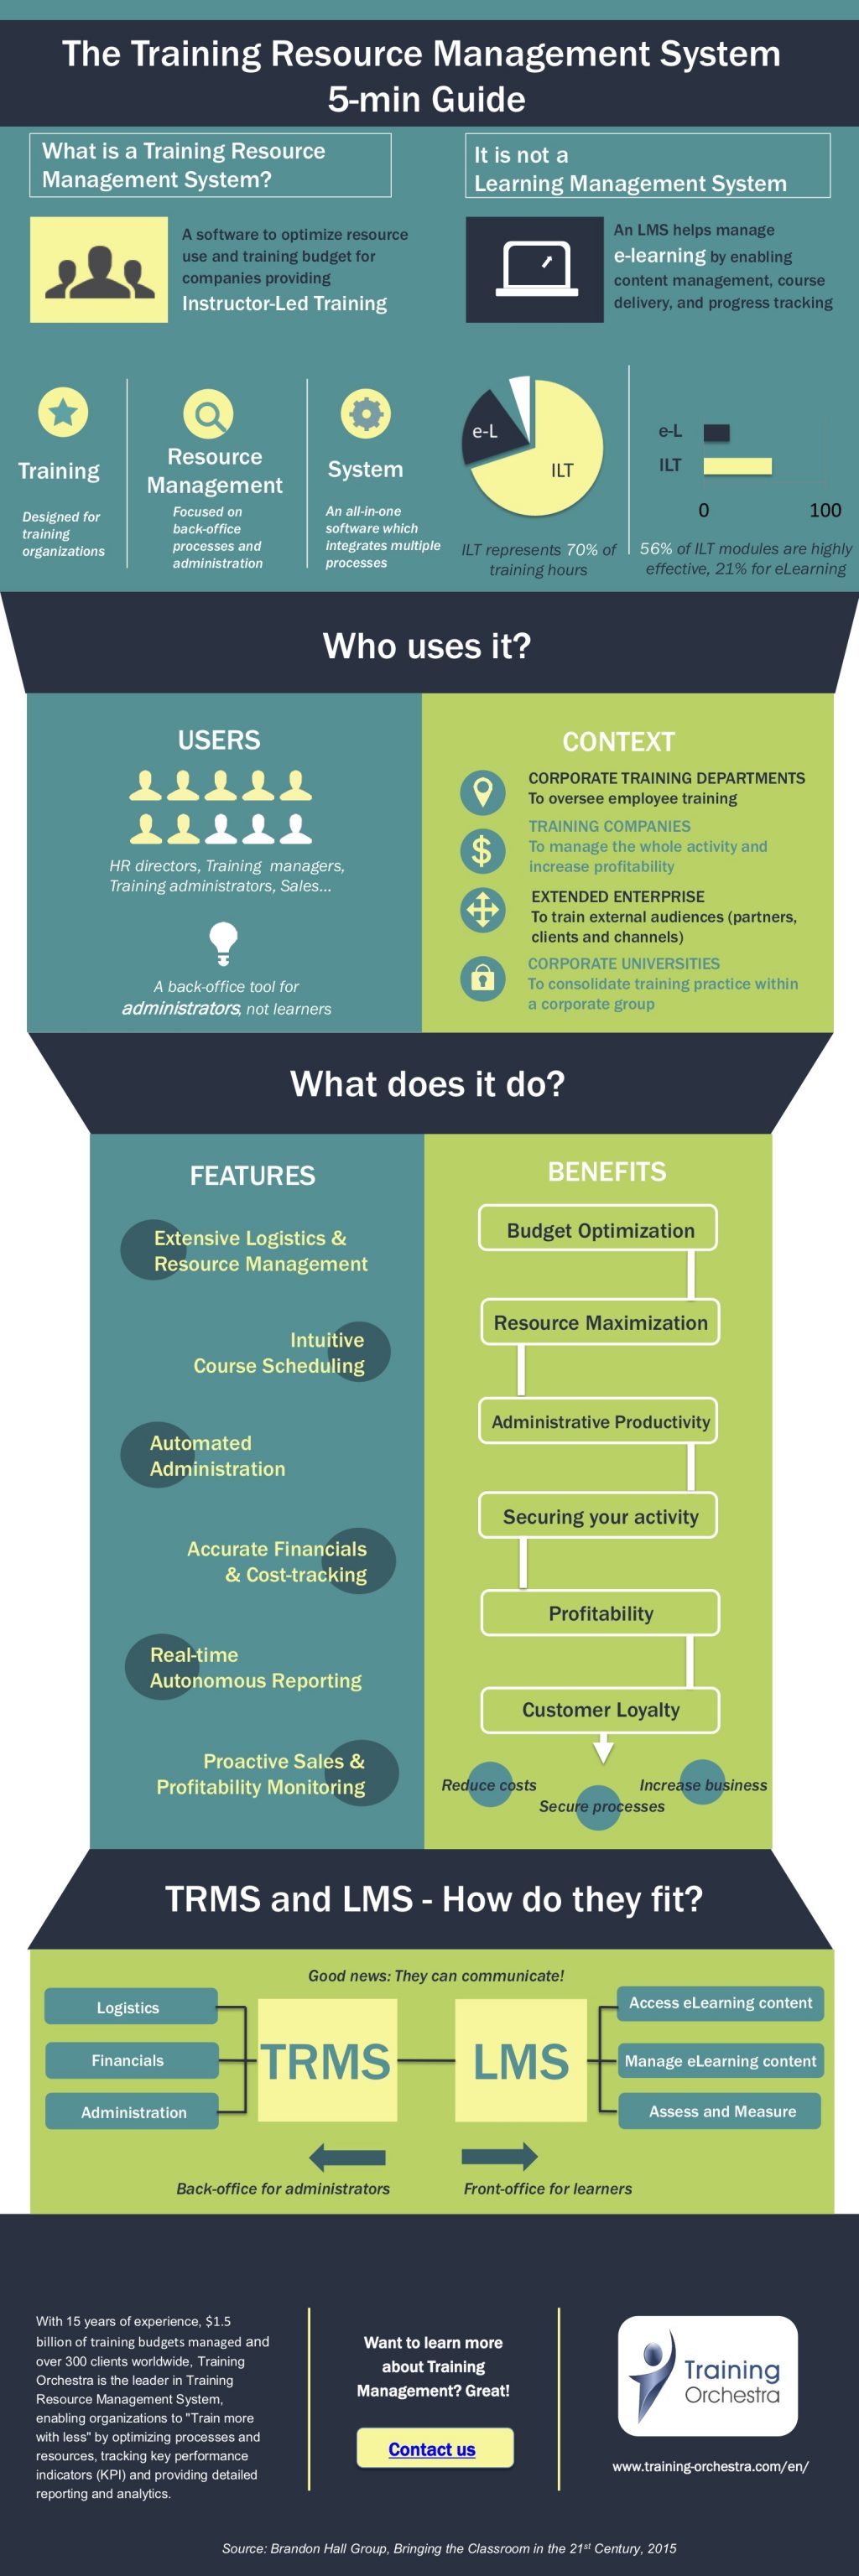 The Training Resource Management System
5-min Guide
What is a Training Resource
Management System?
A software to optimize resource
use and training budget for
companies providing
Instructor-Led Training
It is not a
Learning Management System
An LMS helps manage
e-learning by enabling
content management, course
delivery, and progress tracking
Training
Designed for
training
organizations
Resource
Management
Focused on
back-office
processes and
administration
System
An all-in-one
software which
integrates multiple
processes
e-L
ILT
ILT represents 70% of
training hours
e-L
ILT
0 100
56% of ILT modules are highly
effective, 21% for eLearning
Who uses it?
USERS
HR directors, Training managers,
Training administrators, Sales...
A back-office tool for
administrators, not learners
CONTEXT
CORPORATE TRAINING DEPARTMENTS
To oversee employee training
TRAINING COMPANIES
To manage the whole activity and
increase profitability
EXTENDED ENTERPRISE
To train external audiences (partners,
clients and channels)
CORPORATE UNIVERSITIES
To consolidate training practice within
a corporate group
What does it do?
FEATURES
Extensive Logistics &
Resource Management
Intuitive
Course Scheduling
Automated
Administration
Accurate Financials
& Cost-tracking
Real-time
Autonomous Reporting
Proactive Sales &
Profitability Monitoring
BENEFITS
Budget Optimization
Resource Maximization
Administrative Productivity
Securing your activity
Profitability
Customer Loyalty
Reduce costs
Secure processes
Increase business
TRMS and LMS - How do they fit?
Good news: They can communicate!
Logistics
Financials
Administration
TRMS
LMS
Access eLearning content
Manage eLearning content
Assess and Measure
Back-office for administrators
Front-office for learners
With 15 years of experience, $1.5
billion of training budgets managed and
over 300 clients worldwide, Training
Orchestra is the leader in Training
Resource Management System,
enabling organizations to "Train more
with less" by optimizing processes and
resources, tracking key performance
indicators (KPI) and providing detailed
reporting and analytics.
Want to learn more
about Training
Management? Great!
Contact us
Training
Orchestra
www.training-orchestra.com/en/
Source: Brandon Hall Group, Bringing the Classroom in the 21st Century, 2015